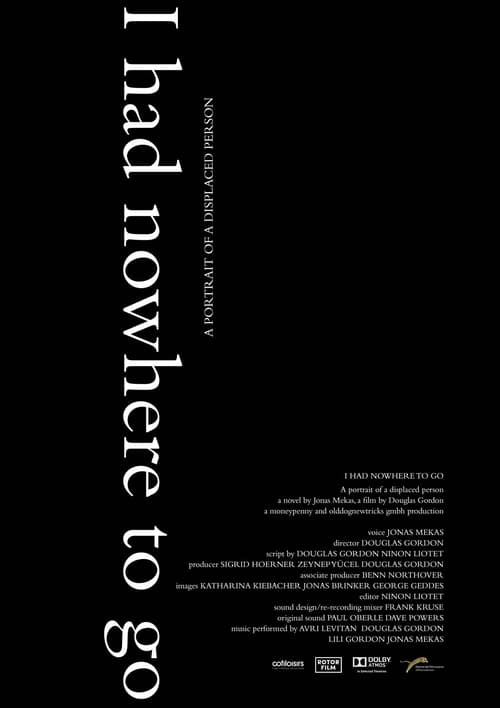 I had nowhere to go
A PORTRAIT OF A DISPLACED PERSON
I HAD NOWHERE TO GO
A portrait of a displaced person
a novel by Jonas Mekas, a film by Douglas Gordon
a moneypenny and olddognewtricks gmbh production
voice JONAS MEKAS
director DOUGLAS GORDON
script by DOUGLAS GORDON NINON LIOTET
producer SIGRID HOERNER ZEYNEP YÜCEL DOUGLAS GORDON
associate producer BENN NORTHOVER
images KATHARINA KIEBACHER JONAS BRINKER GEORGE GEDDES
editor NINON LIOTET
sound design/re-recording mixer FRANK KRUSE
original sound PAUL OBERLE DAVE POWERS
music performed by AVRI LEVITAN DOUGLAS GORDON
LILI GORDON JONAS MEKAS
cofiloisirs
ROTOR FILM
DOLBY ATMOS
In Selected Theatres